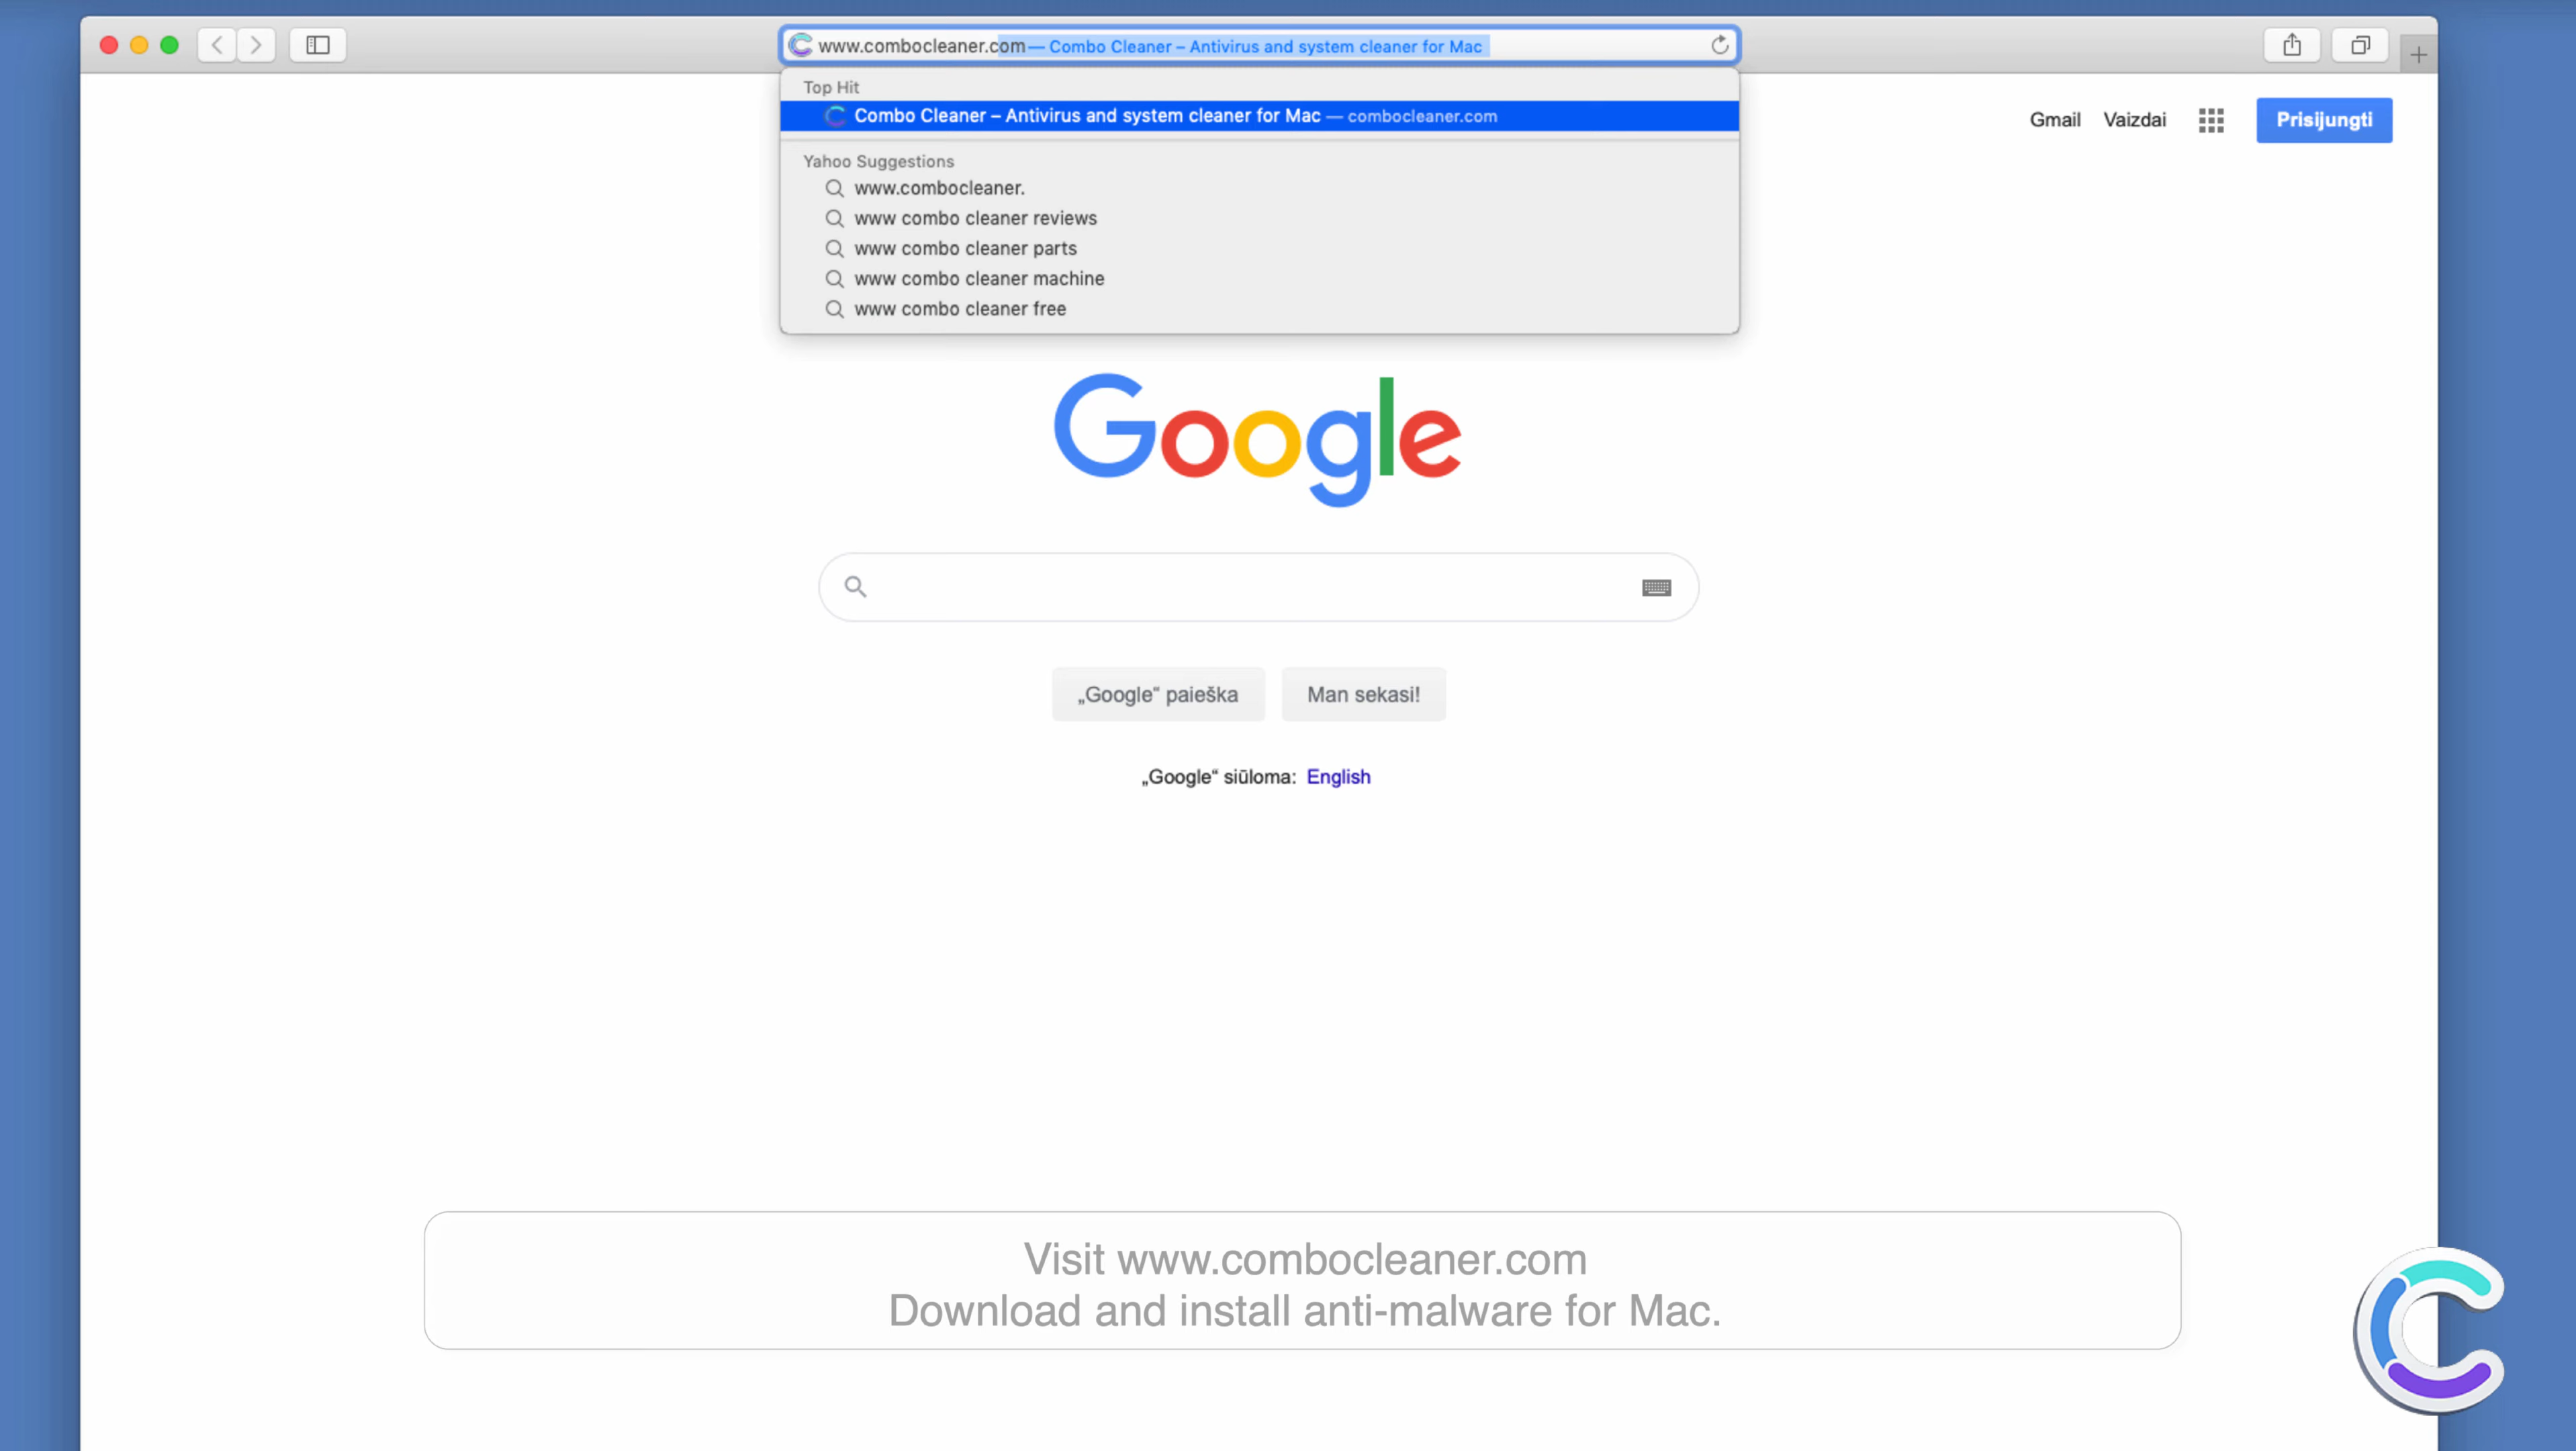 www.combocleaner.com — Combo Cleaner – Antivirus and system cleaner for Mac
Top Hit
Combo Cleaner – Antivirus and system cleaner for Mac — combocleaner.com
Yahoo Suggestions
www.combocleaner.
www combo cleaner reviews
www combo cleaner parts
www combo cleaner machine
www combo cleaner free
Gmail Vaizdai Prisijungti
Google
„Google“ paieška Man sekasi!
„Google“ siūloma: English
Visit www.combocleaner.com
Download and install anti-malware for Mac.